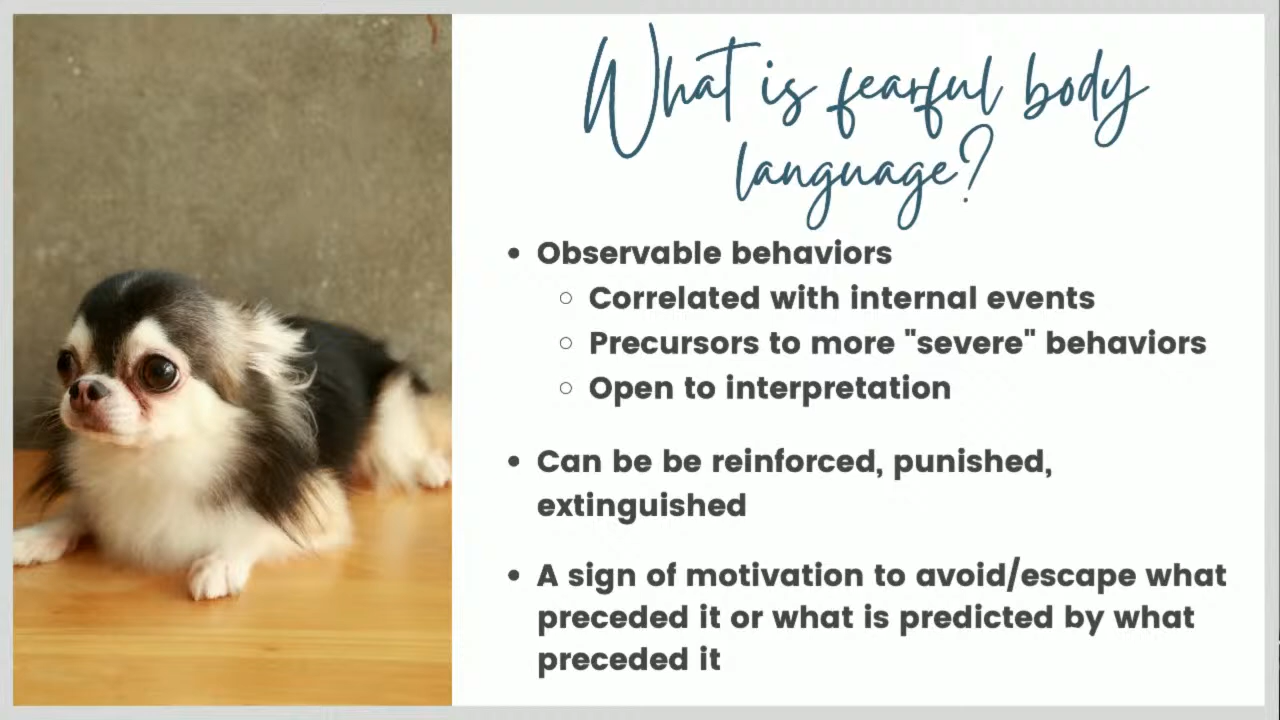 What is fearful body
language?
• Observable behaviors
○ Correlated with internal events
○ Precursors to more "severe" behaviors
○ Open to interpretation
• Can be be reinforced, punished,
extinguished
• A sign of motivation to avoid/escape what
preceded it or what is predicted by what
preceded it